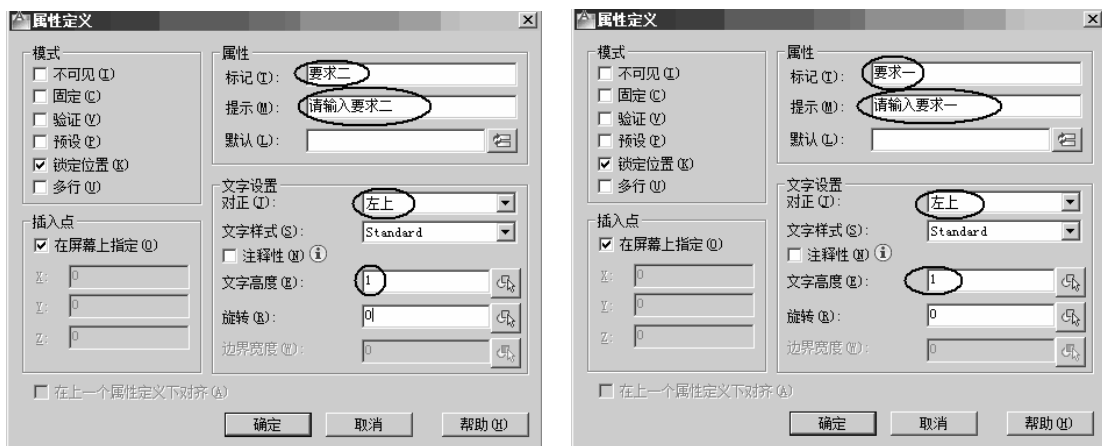 属性定义
模式
不可见(I)
固定(C)
验证(V)
预设(P)
锁定位置(K)
多行(U)
插入点
在屏幕上指定(O)
X: 0
Y: 0
Z: 0
属性
标记(T): 要求二
提示(M): 请输入要求二
默认(L):
文字设置
对正(J): 左上
文字样式(S): Standard
注释性(N)
文字高度(E): 1
旋转(R): 0
边界宽度(W): 0
在上一个属性定义下对齐(A)
确定 取消 帮助(H)
属性定义
模式
不可见(I)
固定(C)
验证(V)
预设(P)
锁定位置(K)
多行(U)
插入点
在屏幕上指定(O)
X: 0
Y: 0
Z: 0
属性
标记(T): 要求一
提示(M): 请输入要求一
默认(L):
文字设置
对正(J): 左上
文字样式(S): Standard
注释性(N)
文字高度(E): 1
旋转(R): 0
边界宽度(W): 0
在上一个属性定义下对齐(A)
确定 取消 帮助(H)